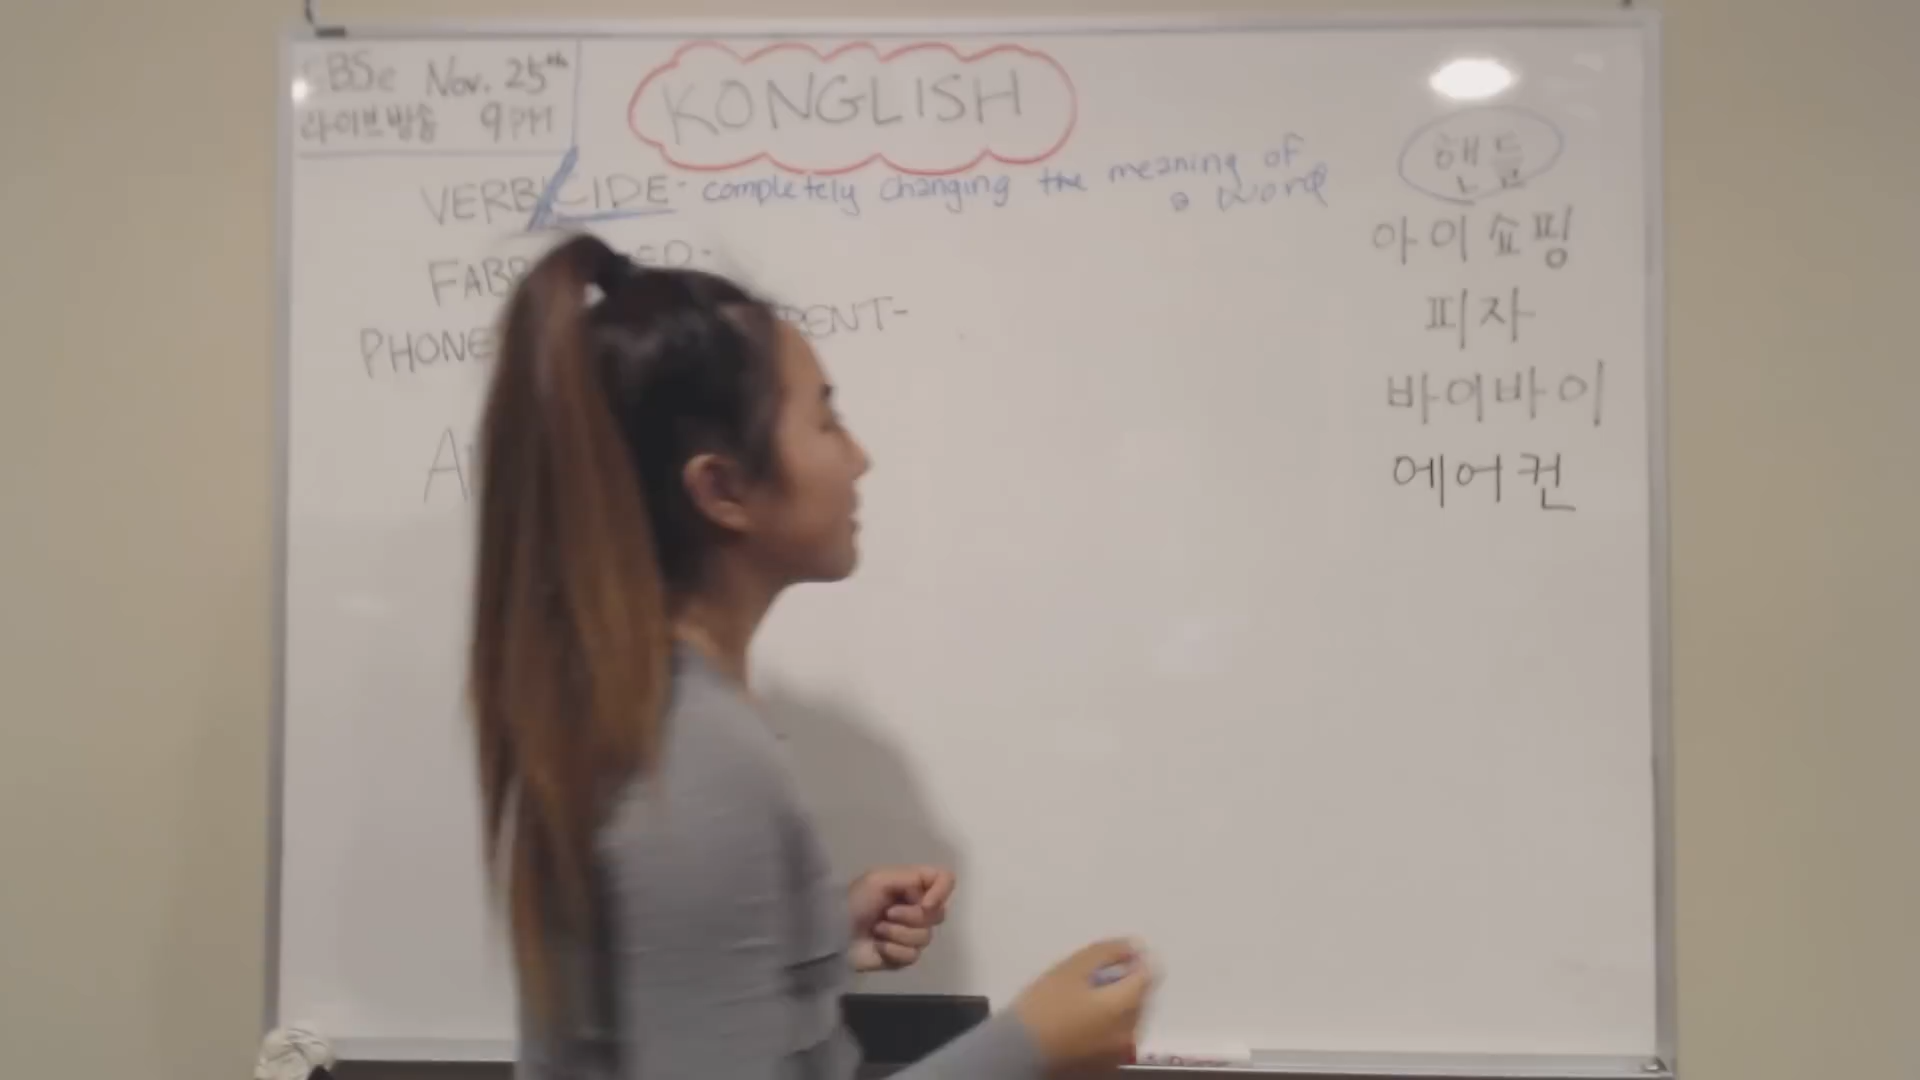 EBSe Nov. 25th
라이브방송 9PM
KONGLISH
VERBICIDE- completely changing the meaning of
a word
핸들
아이쇼핑
피자
바이바이
에어컨